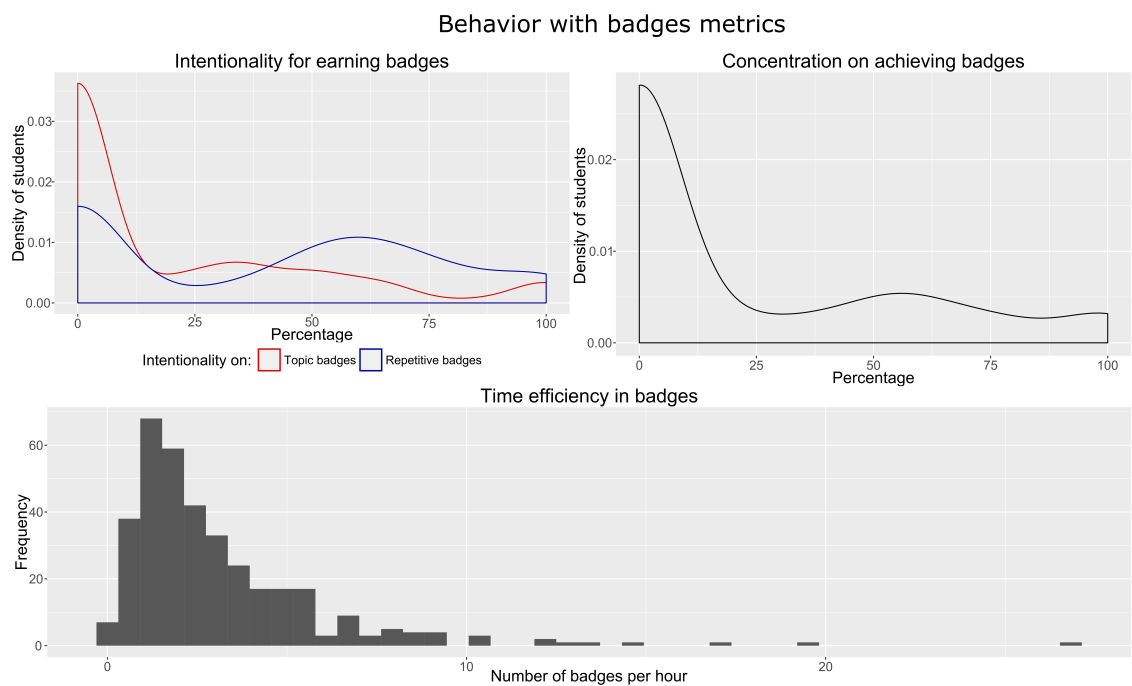 Behavior with badges metrics
Intentionality for earning badges
Density of students
0.03
0.02
0.01
0.00
0 25 50 75 100
Percentage
Intentionality on: Topic badges Repetitive badges
Concentration on achieving badges
Density of students
0.02
0.01
0.00
0 25 50 75 100
Percentage
Time efficiency in badges
Frequency
60
40
20
0
0 10 20
Number of badges per hour